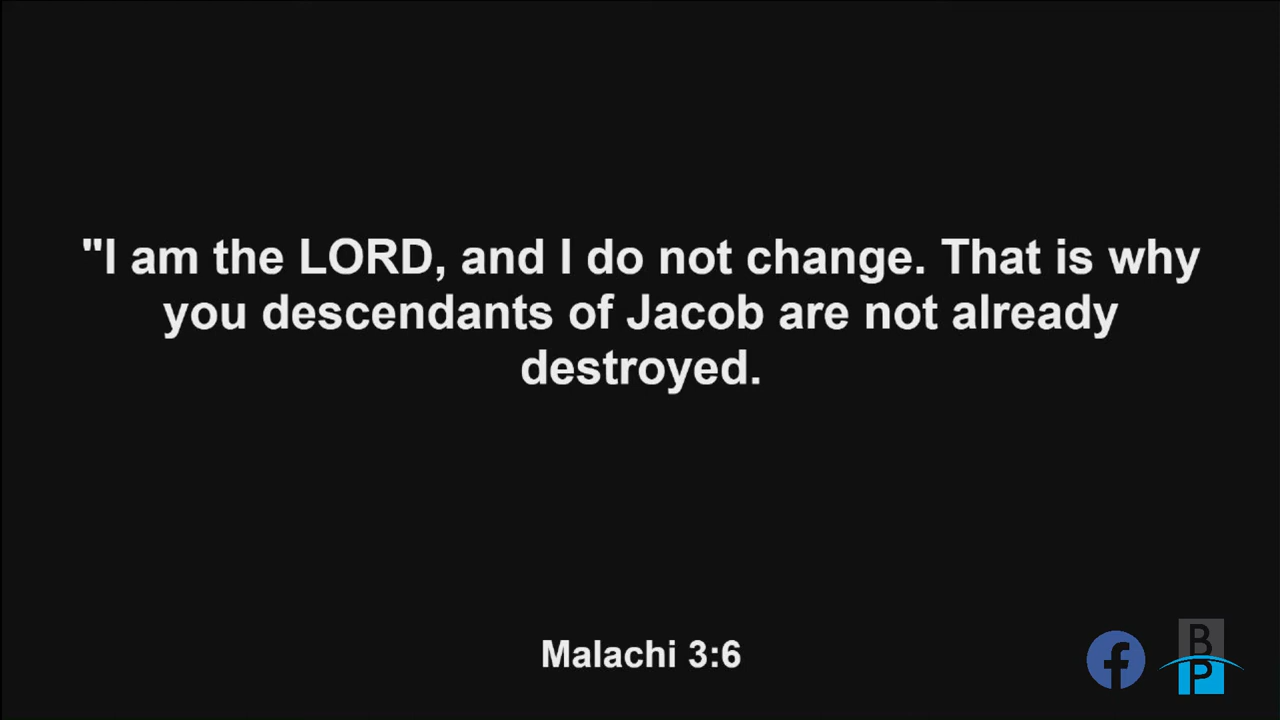 "I am the LORD, and I do not change. That is why
you descendants of Jacob are not already
destroyed.
Malachi 3:6
B
P